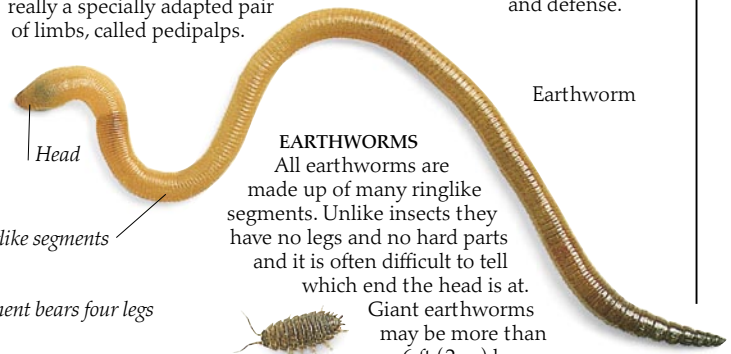 really a specially adapted pair
of limbs, called pedipalps.
and defense.
Earthworm
Head
EARTHWORMS
All earthworms are
made up of many ringlike
segments. Unlike insects they
have no legs and no hard parts
and it is often difficult to tell
which end the head is at.
Giant earthworms
may be more than
like segments
bears four legs